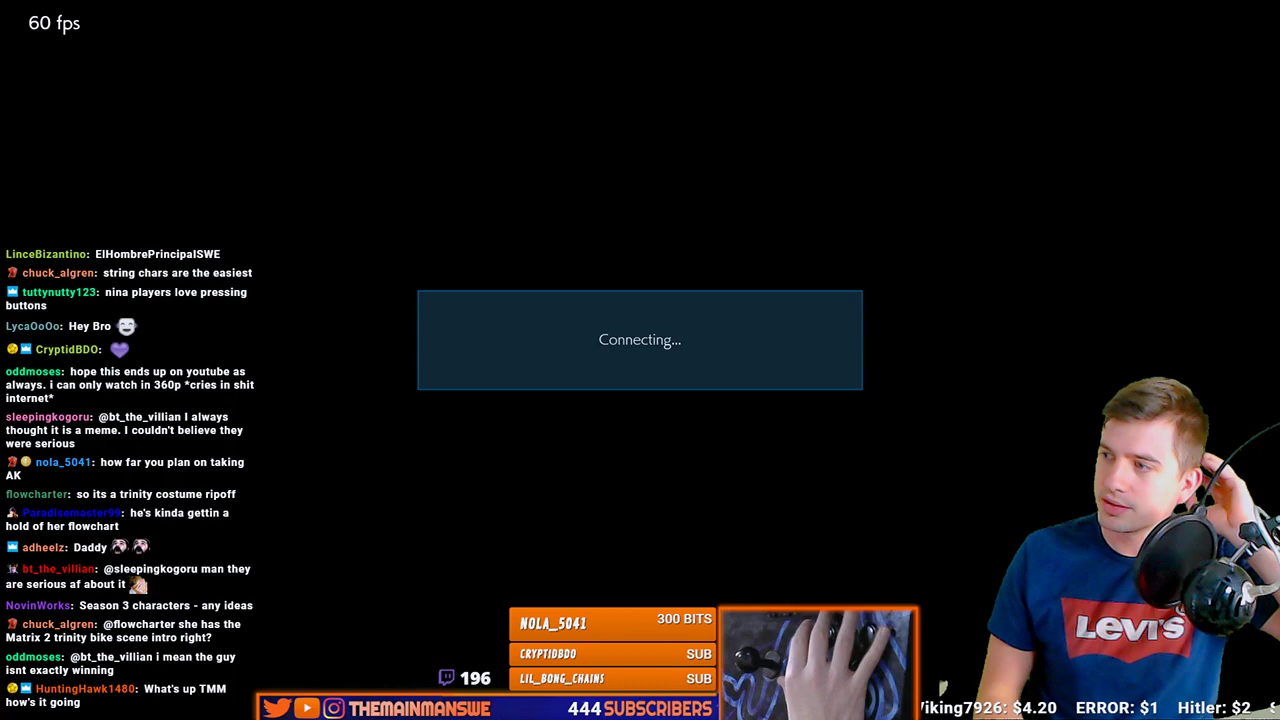 60 fps
LinceBizantino: ElHombrePrincipalSWE
chuck_algren: string chars are the easiest
tuttynutty123: nina players love pressing
buttons
LycaOoOo: Hey Bro
CryptidBDO:
oddmoses: hope this ends up on youtube as
always. i can only watch in 360p *cries in shit
internet*
sleepingkogoru: @bt_the_villian I always
thought it is a meme. I couldn't believe they
were serious
nola_5041: how far you plan on taking
AK
flowcharter: so its a trinity costume ripoff
Paradisemaster99: he's kinda gettin a
hold of her flowchart
adheelz: Daddy
bt_the_villian: @sleepingkogoru man they
are serious af about it
NovinWorks: Season 3 characters - any ideas
chuck_algren: @flowcharter she has the
Matrix 2 trinity bike scene intro right?
oddmoses: @bt_the_villian i mean the guy
isnt exactly winning
HuntingHawk1480: What's up TMM
how's it going
Connecting...
NOLA_5041 300 BITS
CRYPTIDBDO SUB
LIL_BONG_CHAINS SUB
196
THEMAINMANSWE 444 SUBSCRIBERS
Levi's
iking7926: $4.20 ERROR: $1 Hitler: $2